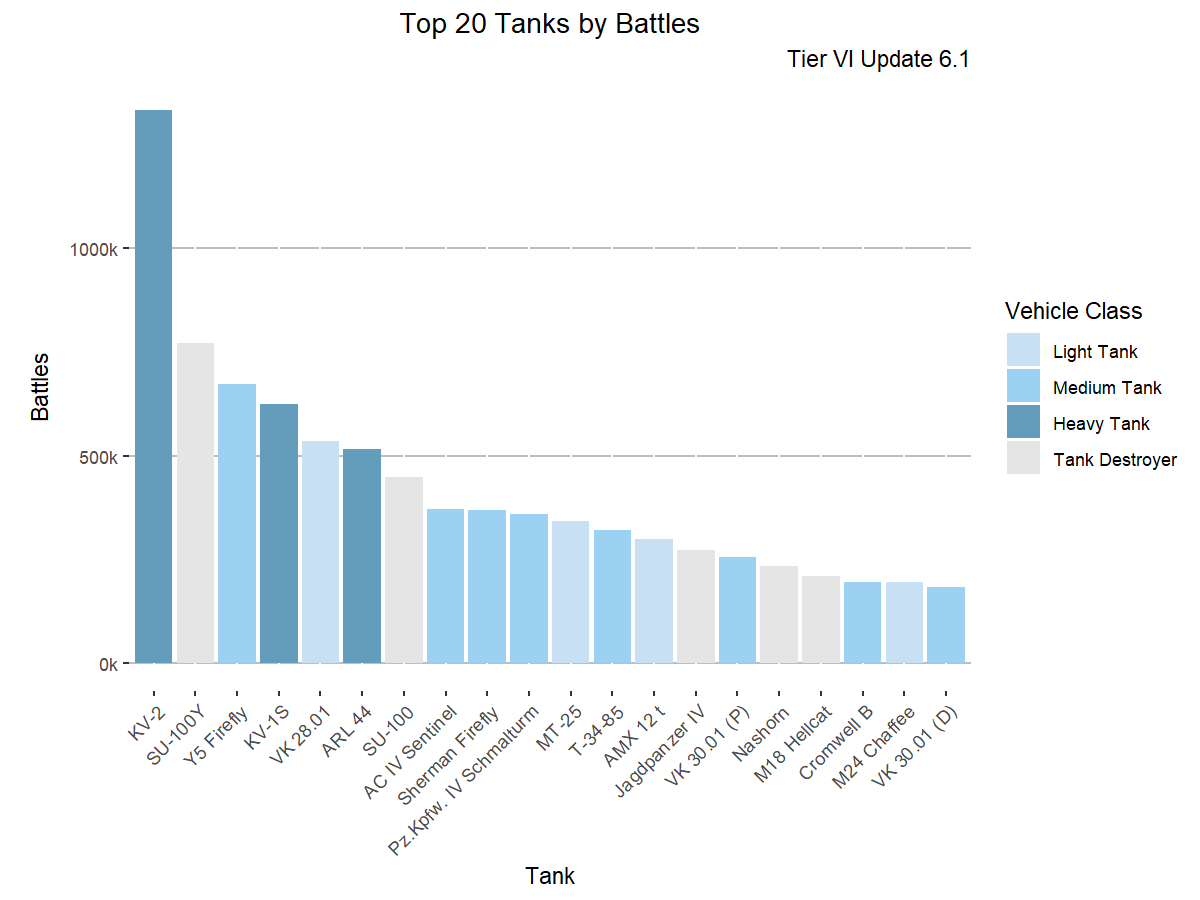 Top 20 Tanks by Battles
Tier VI Update 6.1
1000k
500k
0k
Battles
KV-2
SU-100Y
Y5 Firefly
KV-1S
VK 28.01
ARL 44
SU-100
AC IV Sentinel
Sherman Firefly
Pz.Kpfw. IV Schmalturm
MT-25
T-34-85
AMX 12 t
Jagdpanzer IV
VK 30.01 (P)
Nashorn
M18 Hellcat
Cromwell B
M24 Chaffee
VK 30.01 (D)
Tank
Vehicle Class
Light Tank
Medium Tank
Heavy Tank
Tank Destroyer